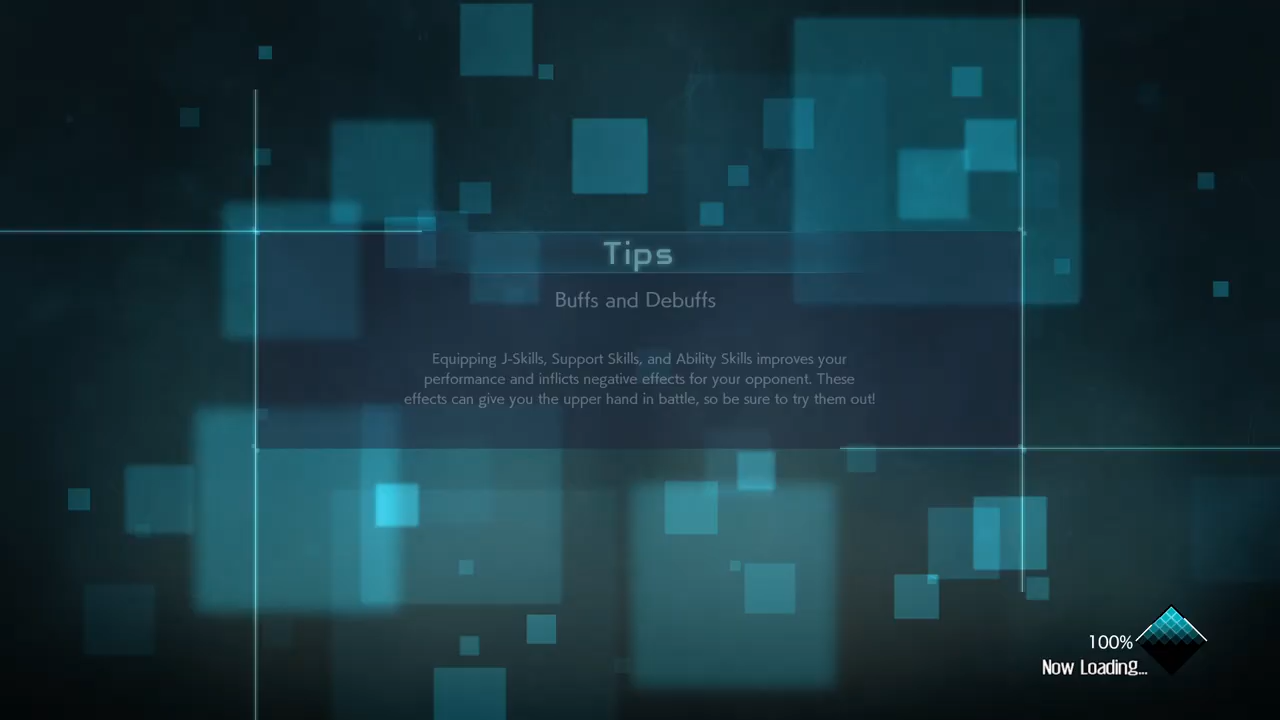 Tips
Buffs and Debuffs
Equipping J-Skills, Support Skills, and Ability Skills improves your
performance and inflicts negative effects for your opponent. These
effects can give you the upper hand in battle, so be sure to try them out!
100%
Now Loading...